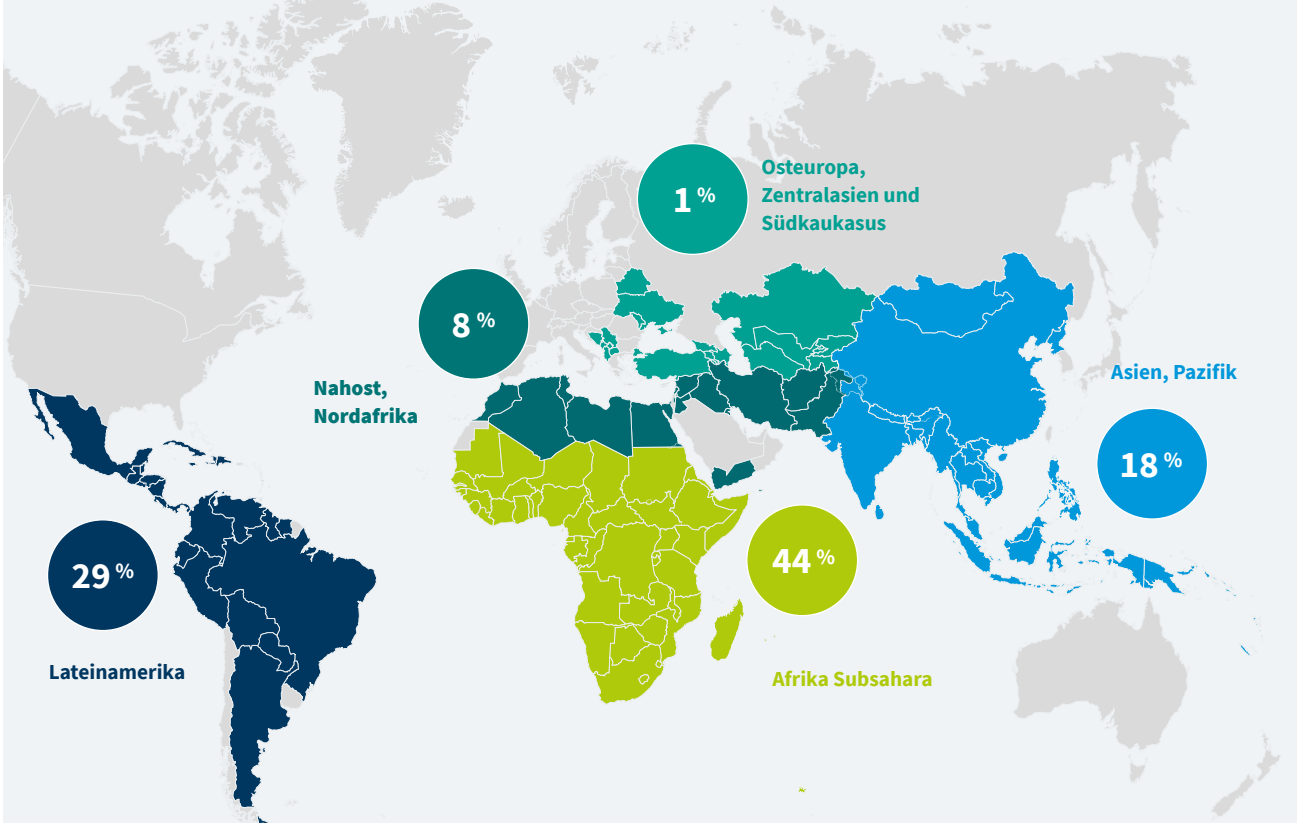 1 %
Osteuropa,
Zentralasien und
Südkaukasus
8 %
Nahost,
Nordafrika
Asien, Pazifik
18 %
29 %
Lateinamerika
44 %
Afrika Subsahara